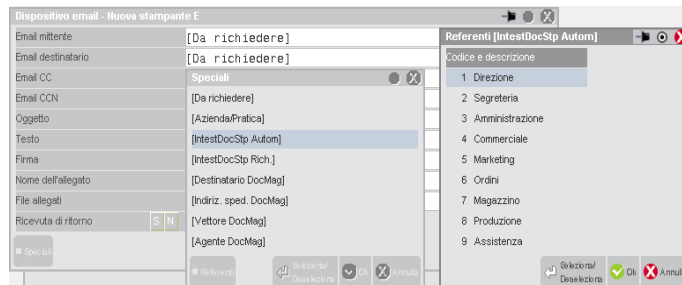 Dispositivo email - Nuova stampante E
Email mittente
[Da richiedere]
Email destinatario
[Da richiedere]
Email CC
Email CCN
Oggetto
Testo
Firma
Nome dell'allegato
File allegati
Ricevuta di ritorno
S N
Speciali
Speciali
[Da richiedere]
[Azienda/Pratica]
[IntestDocStp Autom]
[IntestDocStp Rich.]
[Destinatario DocMag]
[Indiriz. sped. DocMag]
[Vettore DocMag]
[Agente DocMag]
Referenti
Seleziona/
Deseleziona
Ok
Annulla
Referenti [IntestDocStp Autom]
Codice e descrizione
1 Direzione
2 Segreteria
3 Amministrazione
4 Commerciale
5 Marketing
6 Ordini
7 Magazzino
8 Produzione
9 Assistenza
Seleziona/
Deseleziona
Ok
Annull